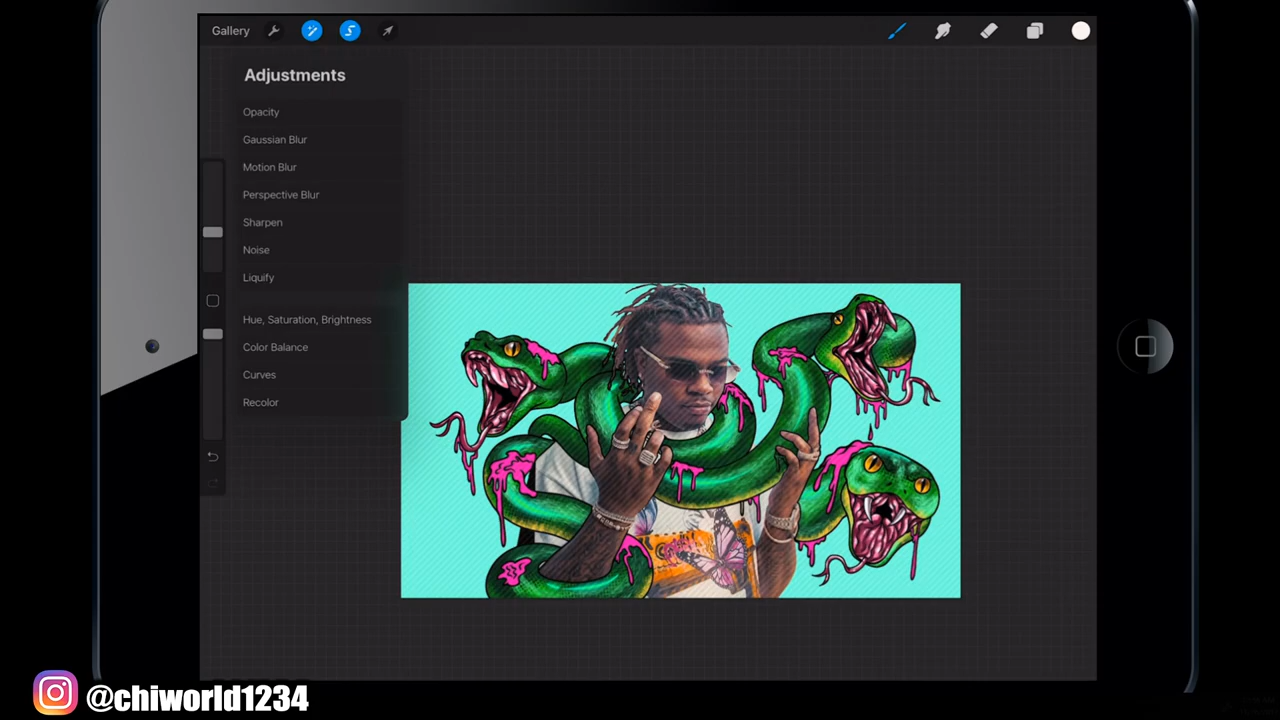 Gallery
Adjustments
Opacity
Gaussian Blur
Motion Blur
Perspective Blur
Sharpen
Noise
Liquify
Hue, Saturation, Brightness
Color Balance
Curves
Recolor
@chiworld1234